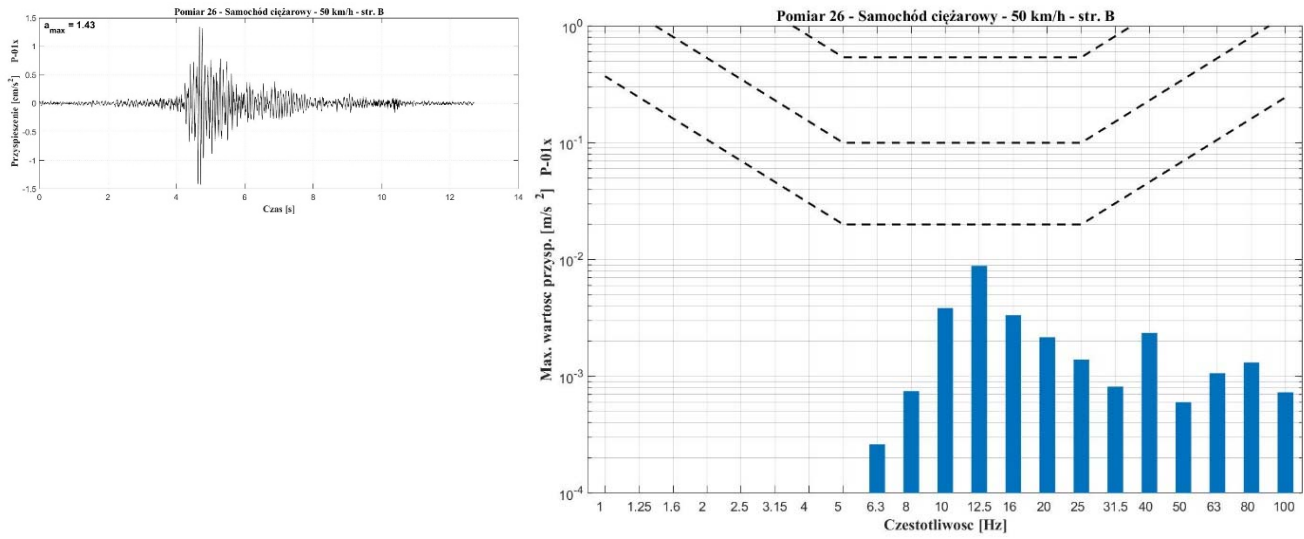 Pomiar 26 - Samochód ciężarowy - 50 km/h - str. B
a max = 1.43
Przyspieszenie [cm/s²] P-01x
1.5
1
0.5
0
-0.5
-1
-1.5
0 2 4 6 8 10 12 14
Czas [s]
Pomiar 26 - Samochód ciężarowy - 50 km/h - str. B
Max. wartosc przysp. [m/s ²] P-01x
10⁰
10⁻¹
10⁻²
10⁻³
10⁻⁴
1 1.25 1.6 2 2.5 3.15 4 5 6.3 8 10 12.5 16 20 25 31.5 40 50 63 80 100
Czestotliwosc [Hz]